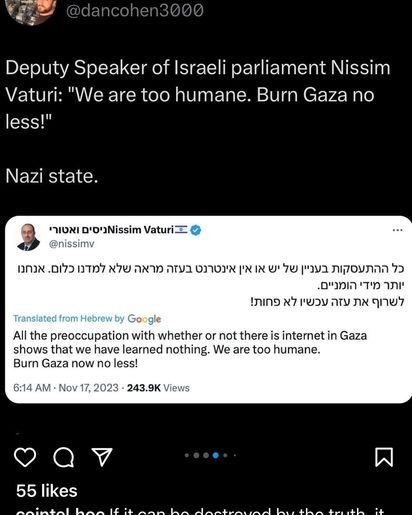 @dancohen3000
Deputy Speaker of Israeli parliament Nissim
Vaturi: "We are too humane. Burn Gaza no
less!"
Nazi state.
ניסים ואטוריNissim Vaturi
@nissimv
כל ההתעסקות בעניין של יש או אין אינטרנט בעזה מראה שלא למדנו כלום. אנחנו
יותר מידי הומניים.
לשרוף את עזה עכשיו לא פחות!
Translated from Hebrew by Google
All the preoccupation with whether or not there is internet in Gaza
shows that we have learned nothing. We are too humane.
Burn Gaza now no less!
6:14 AM · Nov 17, 2023 · 243.9K Views
55 likes
cointel.hoe If it can be destroyed by the truth, it